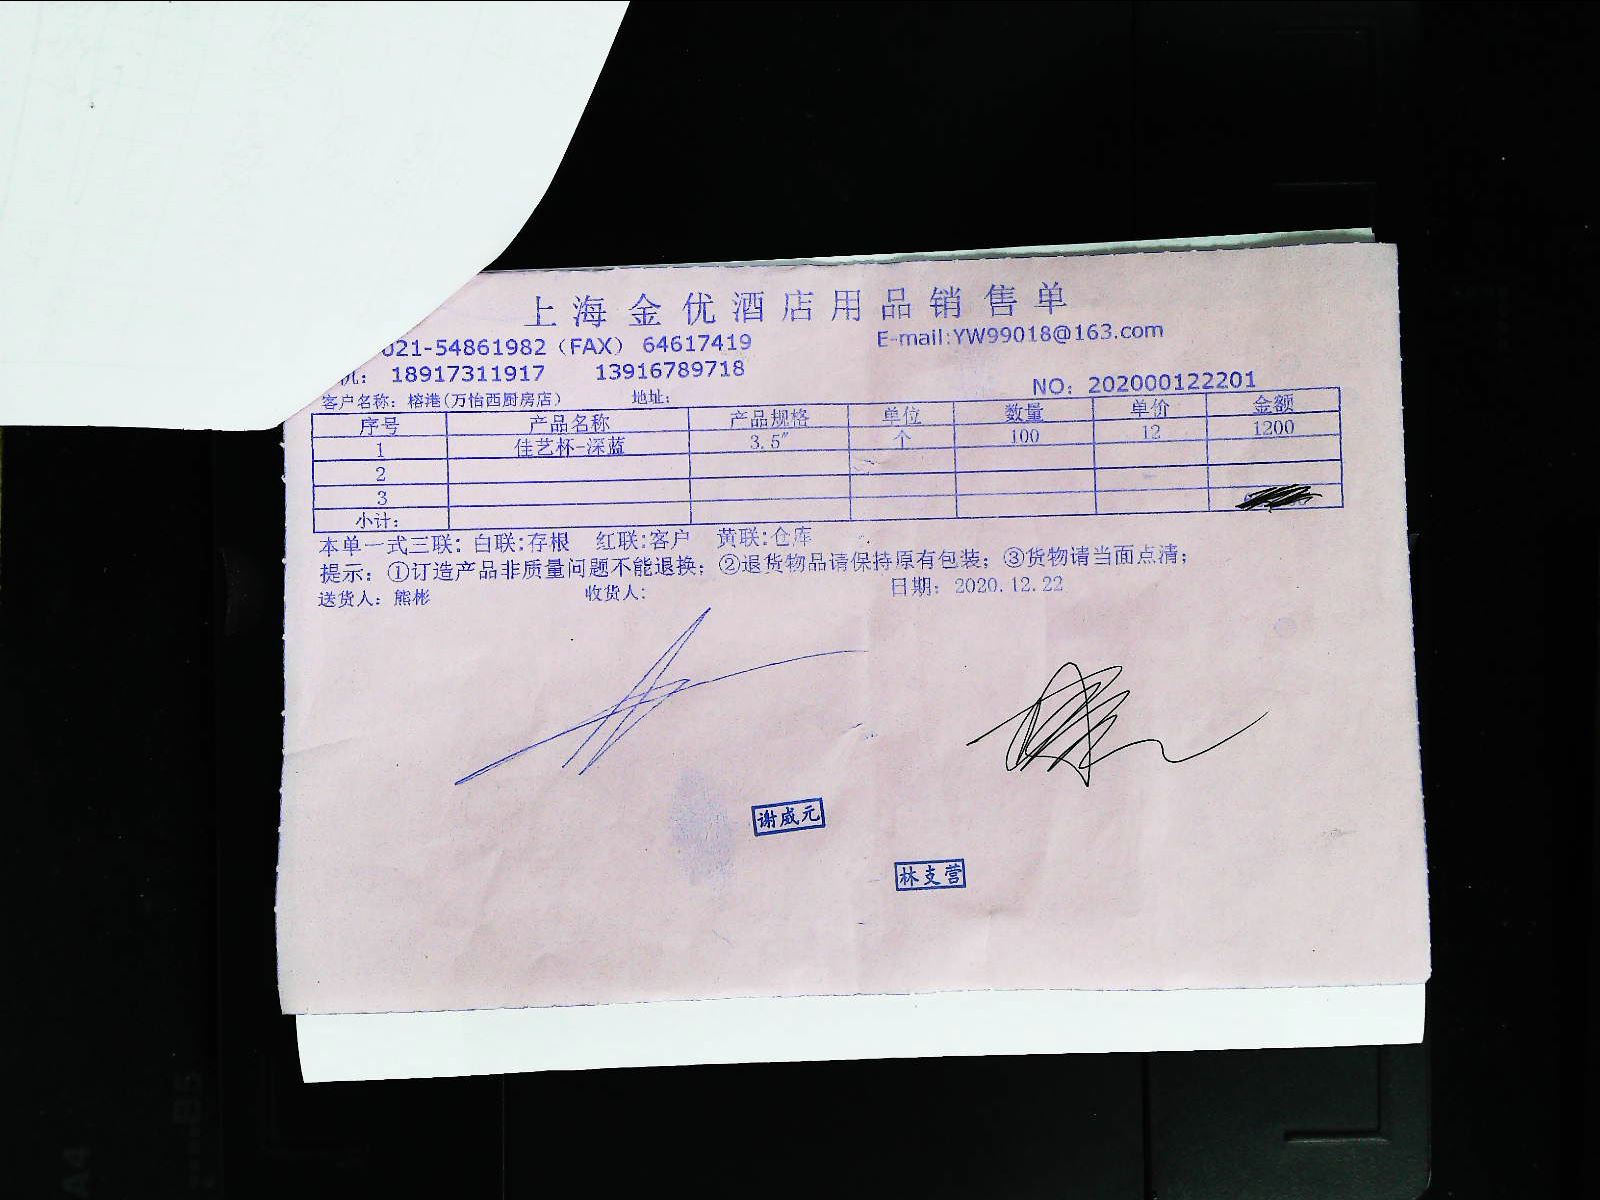 上海金优酒店用品销售单
021-54861982（FAX） 64617419 E-mail:YW99018@163.com
机： 18917311917 13916789718
NO：202000122201
客户名称：榕港(万怡西厨房店) 地址：
序号 产品名称 产品规格 单位 数量 单价 金额
1 佳艺杯-深蓝 3.5″ 个 100 12 1200
2
3
小计：
本单一式三联：白联:存根 红联:客户 黄联:仓库
提示：①订造产品非质量问题不能退换；②退货物品请保持原有包装；③货物请当面点清；
送货人：熊彬 收货人： 日期：2020.12.22
谢威元
林支营
A4
B5